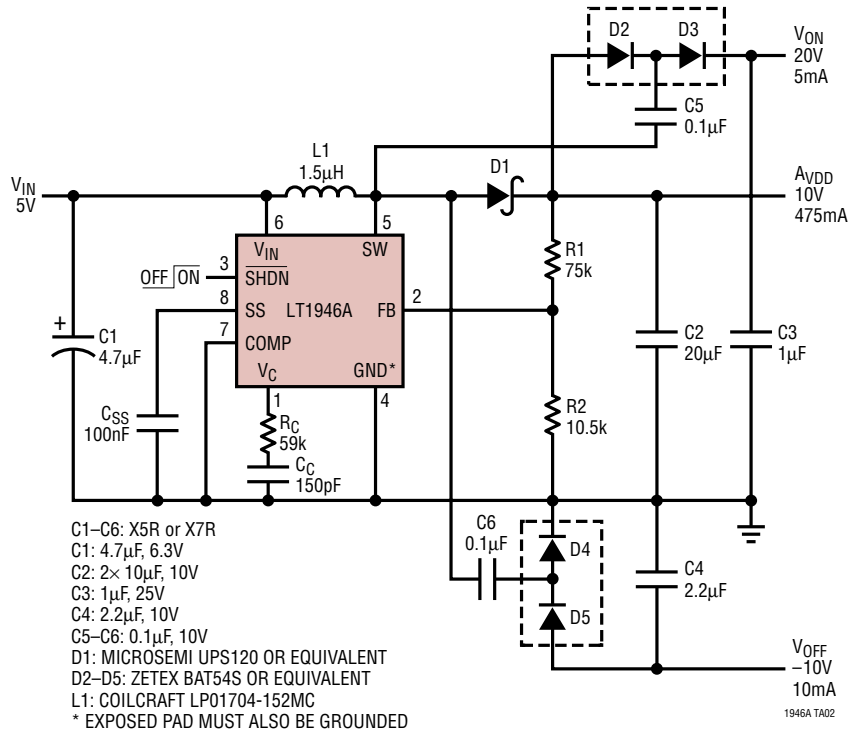 D2
D3
V_ON
20V
5mA
C5
0.1µF
L1
1.5µH
D1
V_IN
5V
A_VDD
10V
475mA
6
5
V_IN
SW
R1
75k
3
OFF ON
SHDN
8
SS
LT1946A
FB
2
7
COMP
C1
4.7µF
+
C2
20µF
C3
1µF
V_C
GND*
1
4
C_SS
100nF
R_C
59k
R2
10.5k
C_C
150pF
C1–C6: X5R or X7R
C1: 4.7µF, 6.3V
C2: 2× 10µF, 10V
C3: 1µF, 25V
C4: 2.2µF, 10V
C5–C6: 0.1µF, 10V
D1: MICROSEMI UPS120 OR EQUIVALENT
D2–D5: ZETEX BAT54S OR EQUIVALENT
L1: COILCRAFT LP01704-152MC
* EXPOSED PAD MUST ALSO BE GROUNDED
C6
0.1µF
D4
D5
C4
2.2µF
V_OFF
–10V
10mA
1946A TA02